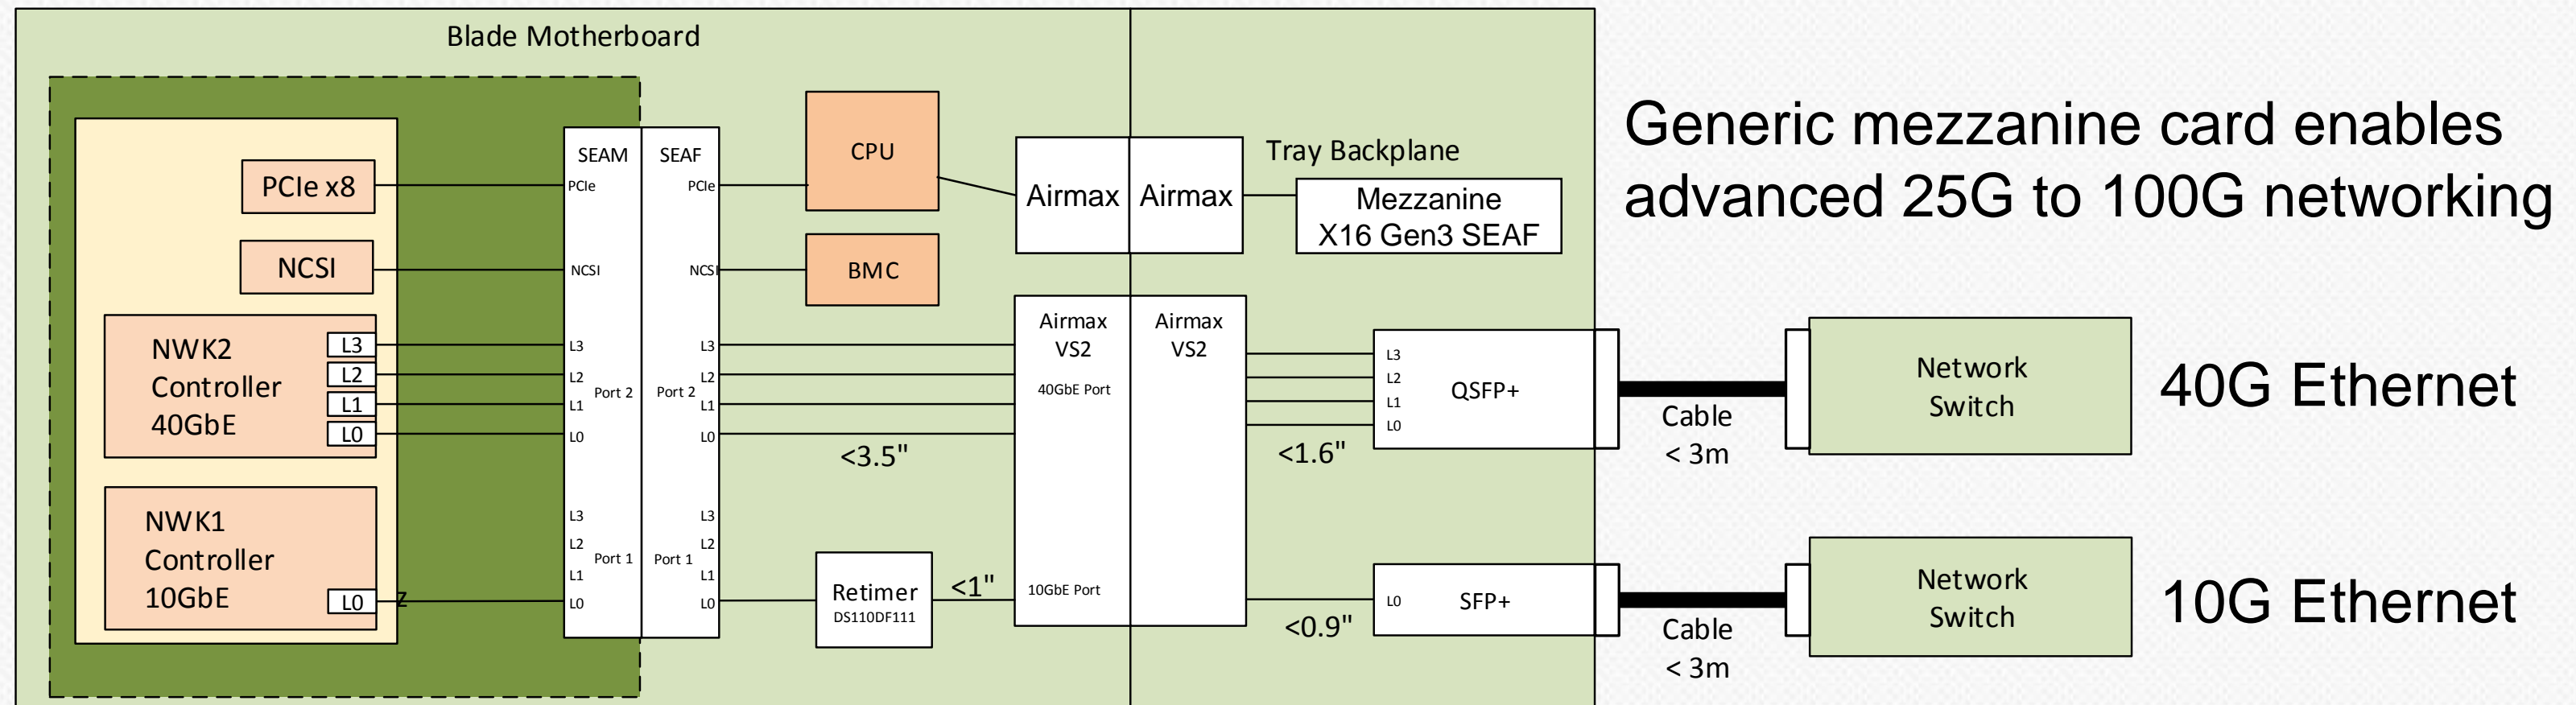 Blade Motherboard
PCIe x8
NCSI
NWK2
Controller
40GbE
L3
L2
L1
L0
NWK1
Controller
10GbE
L0
z
SEAM
PCIe
NCSI
L3
L2
L1
L0
Port 2
L3
L2
L1
L0
Port 1
SEAF
PCIe
NCSI
L3
L2
L1
L0
Port 2
L3
L2
L1
L0
Port 1
CPU
BMC
<3.5"
Retimer
DS110DF111
<1"
Airmax
Airmax
Airmax
VS2
40GbE Port
10GbE Port
Airmax
VS2
Tray Backplane
Mezzanine
X16 Gen3 SEAF
<1.6"
<0.9"
L3
L2
L1
L0
QSFP+
L0
SFP+
Cable
< 3m
Cable
< 3m
Network
Switch
Network
Switch
Generic mezzanine card enables
advanced 25G to 100G networking
40G Ethernet
10G Ethernet